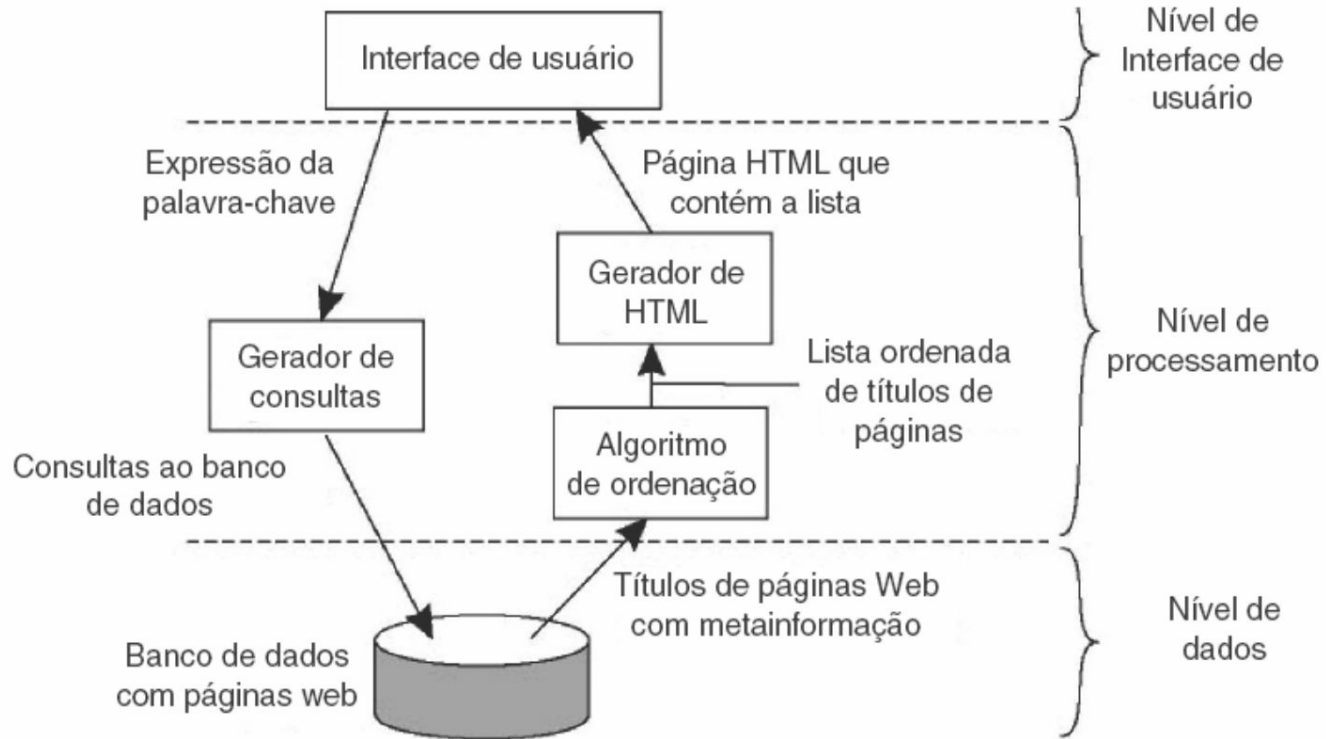 Interface de usuário
Nível de
Interface de
usuário
Expressão da
palavra-chave
Página HTML que
contém a lista
Gerador de
HTML
Gerador de
consultas
Lista ordenada
de títulos de
páginas
Nível de
processamento
Algoritmo
de ordenação
Consultas ao banco
de dados
Títulos de páginas Web
com metainformação
Banco de dados
com páginas web
Nível de
dados